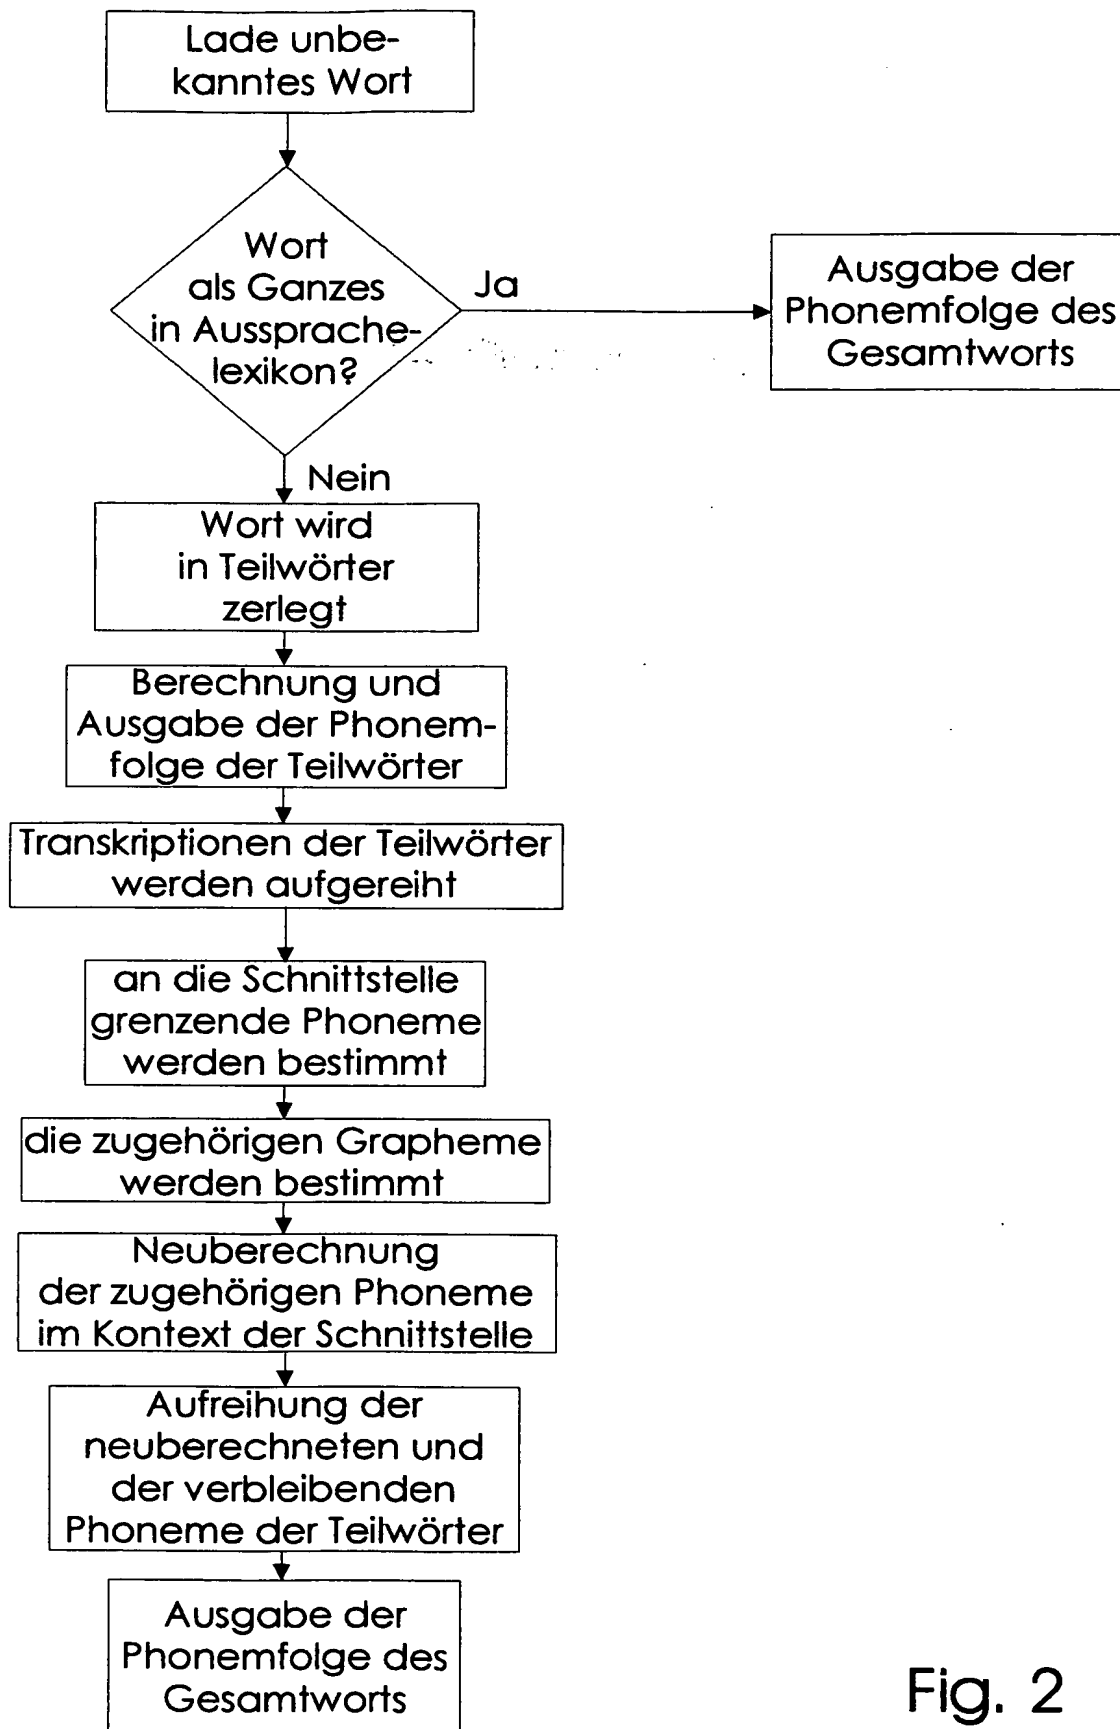 Lade unbe-
kanntes Wort
Wort
als Ganzes
in Aussprache-
lexikon?
Ja
Ausgabe der
Phonemfolge des
Gesamtworts
Nein
Wort wird
in Teilwörter
zerlegt
Berechnung und
Ausgabe der Phonem-
folge der Teilwörter
Transkriptionen der Teilwörter
werden aufgereiht
an die Schnittstelle
grenzende Phoneme
werden bestimmt
die zugehörigen Grapheme
werden bestimmt
Neuberechnung
der zugehörigen Phoneme
im Kontext der Schnittstelle
Aufreihung der
neuberechneten und
der verbleibenden
Phoneme der Teilwörter
Ausgabe der
Phonemfolge des
Gesamtworts
Fig. 2